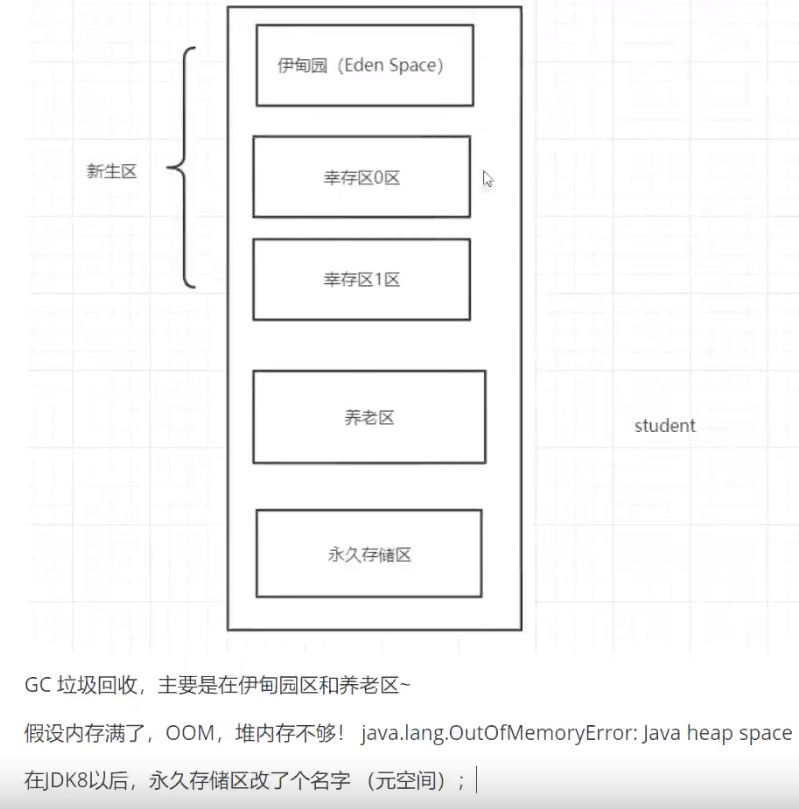 伊甸园（Eden Space）
新生区
幸存区0区
幸存区1区
养老区
student
永久存储区
GC 垃圾回收，主要是在伊甸园区和养老区~
假设内存满了，OOM，堆内存不够！ java.lang.OutOfMemoryError: Java heap space
在JDK8以后，永久存储区改了个名字 （元空间）;